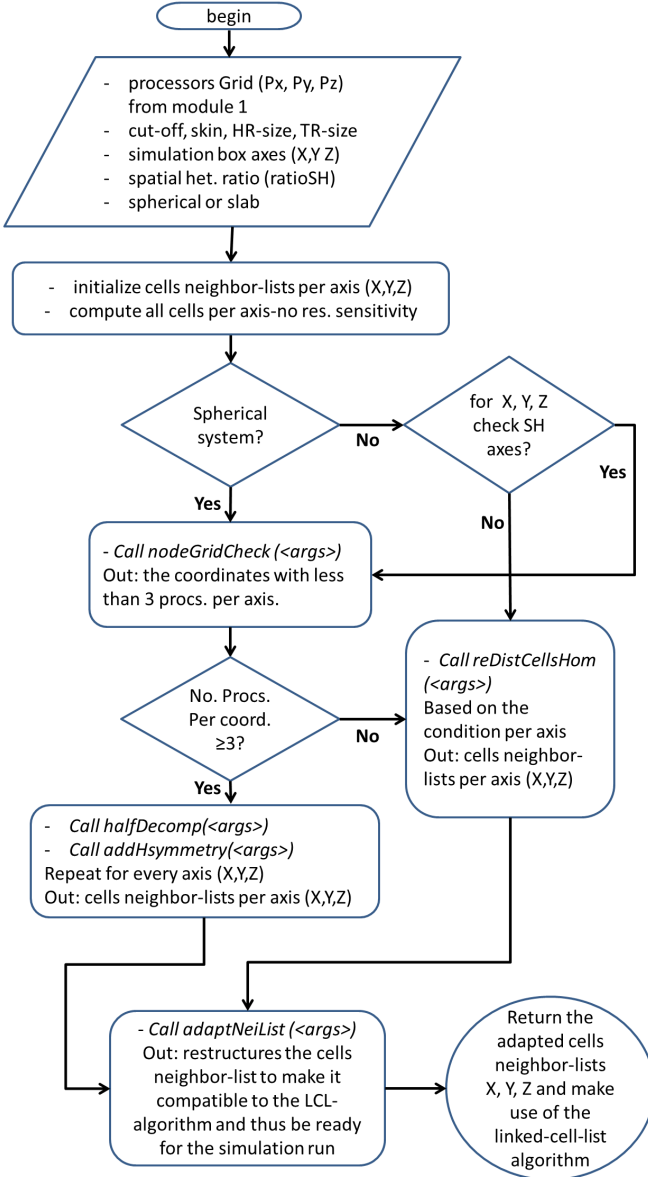 begin
- processors Grid (Px, Py, Pz)
from module 1
- cut-off, skin, HR-size, TR-size
- simulation box axes (X,Y Z)
- spatial het. ratio (ratioSH)
- spherical or slab
- initialize cells neighbor-lists per axis (X,Y,Z)
- compute all cells per axis-no res. sensitivity
Spherical
system?
No
for X, Y, Z
check SH
axes?
Yes
Yes
No
- Call nodeGridCheck (<args>)
Out: the coordinates with less
than 3 procs. per axis.
No. Procs.
Per coord.
≥3?
No
Yes
- Call reDistCellsHom
(<args>)
Based on the
condition per axis
Out: cells neighbor-
lists per axis (X,Y,Z)
- Call halfDecomp(<args>)
- Call addHsymmetry(<args>)
Repeat for every axis (X,Y,Z)
Out: cells neighbor-lists per axis (X,Y,Z)
- Call adaptNeiList (<args>)
Out: restructures the cells
neighbor-list to make it
compatible to the LCL-
algorithm and thus be ready
for the simulation run
Return the
adapted cells
neighbor-lists
X, Y, Z and make
use of the
linked-cell-list
algorithm